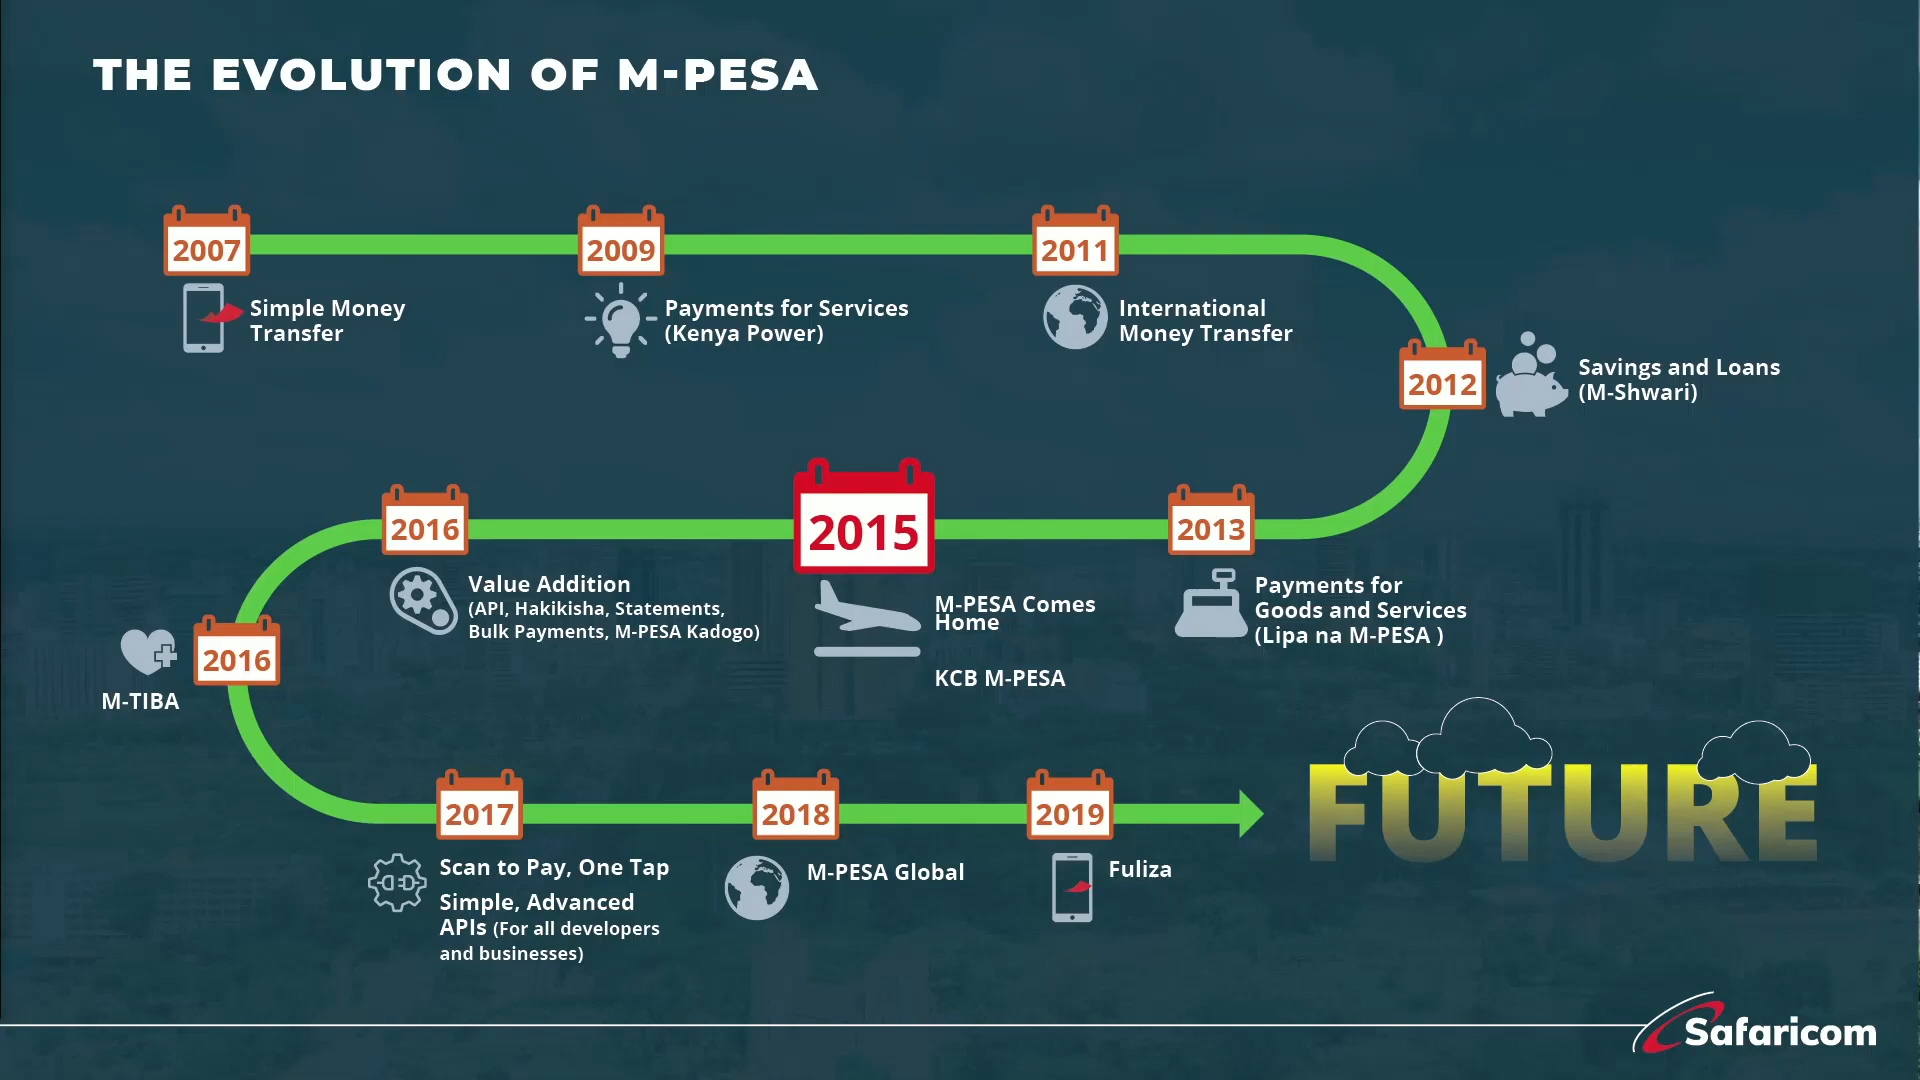 THE EVOLUTION OF M-PESA
2007
Simple Money
Transfer
2009
Payments for Services
(Kenya Power)
2011
International
Money Transfer
2012
Savings and Loans
(M-Shwari)
2013
Payments for
Goods and Services
(Lipa na M-PESA )
2015
M-PESA Comes
Home
KCB M-PESA
2016
Value Addition
(API, Hakikisha, Statements,
Bulk Payments, M-PESA Kadogo)
2016
M-TIBA
2017
Scan to Pay, One Tap
Simple, Advanced
APIs (For all developers
and businesses)
2018
M-PESA Global
2019
Fuliza
FUTURE
Safaricom